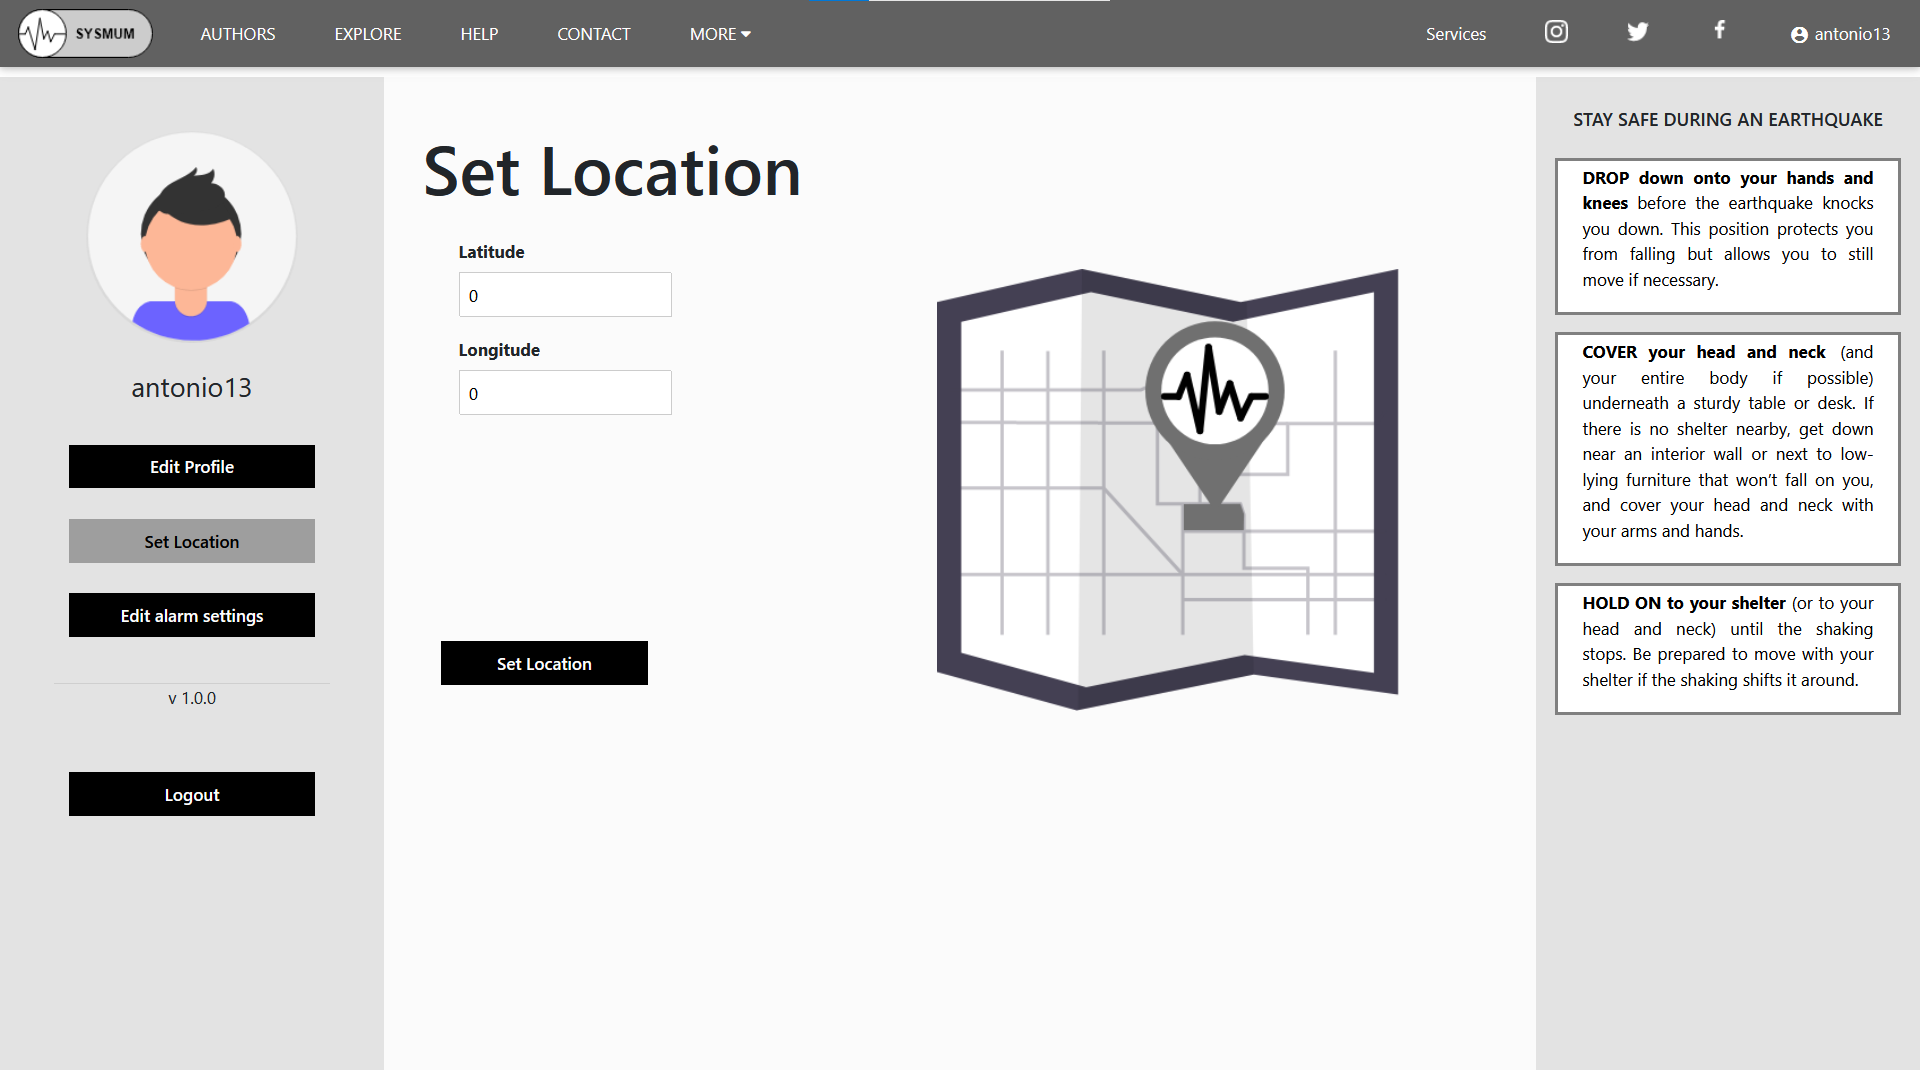 SYSMUM AUTHORS EXPLORE HELP CONTACT MORE Services antonio13
antonio13
Edit Profile
Set Location
Edit alarm settings
v 1.0.0
Logout
Set Location
Latitude
0
Longitude
0
Set Location
STAY SAFE DURING AN EARTHQUAKE
DROP down onto your hands and
knees before the earthquake knocks
you down. This position protects you
from falling but allows you to still
move if necessary.
COVER your head and neck (and
your entire body if possible)
underneath a sturdy table or desk. If
there is no shelter nearby, get down
near an interior wall or next to low-
lying furniture that won't fall on you,
and cover your head and neck with
your arms and hands.
HOLD ON to your shelter (or to your
head and neck) until the shaking
stops. Be prepared to move with your
shelter if the shaking shifts it around.